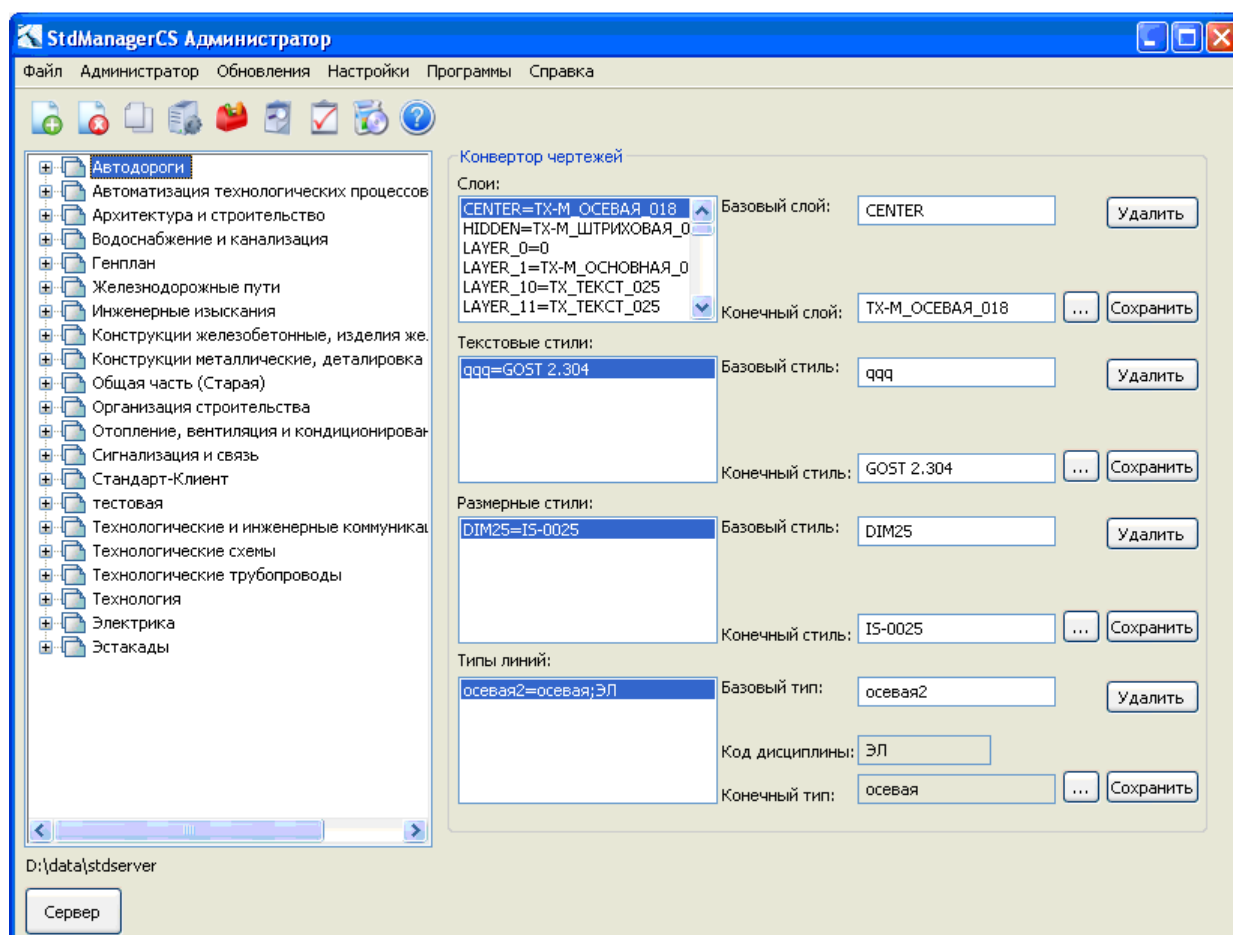 StdManagerCS Администратор
Файл Администратор Обновления Настройки Программы Справка
Автодороги
Автоматизация технологических процессов
Архитектура и строительство
Водоснабжение и канализация
Генплан
Железнодорожные пути
Инженерные изыскания
Конструкции железобетонные, изделия же.
Конструкции металлические, деталировка
Общая часть (Старая)
Организация строительства
Отопление, вентиляция и кондиционирован
Сигнализация и связь
Стандарт-Клиент
тестовая
Технологические и инженерные коммуникац
Технологические схемы
Технологические трубопроводы
Технология
Электрика
Эстакады
D:\data\stdserver
Сервер
Конвертор чертежей
Слои:
CENTER=TX-M_ОСЕВАЯ_018
HIDDEN=TX-M_ШТРИХОВАЯ_0
LAYER_0=0
LAYER_1=TX-M_ОСНОВНАЯ_0
LAYER_10=TX_ТЕКСТ_025
LAYER_11=TX_ТЕКСТ_025
Базовый слой: CENTER Удалить
Конечный слой: TX-M_ОСЕВАЯ_018 ... Сохранить
Текстовые стили:
qqq=GOST 2.304
Базовый стиль: qqq Удалить
Конечный стиль: GOST 2.304 ... Сохранить
Размерные стили:
DIM25=IS-0025
Базовый стиль: DIM25 Удалить
Конечный стиль: IS-0025 ... Сохранить
Типы линий:
осевая2=осевая;ЭЛ
Базовый тип: осевая2 Удалить
Код дисциплины: ЭЛ
Конечный тип: осевая ... Сохранить